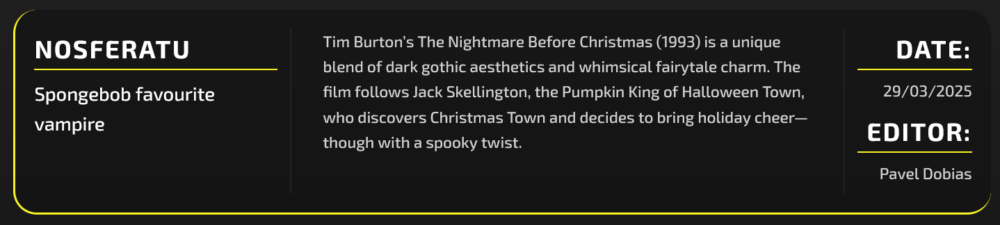 NOSFERATU
Spongebob favourite
vampire
Tim Burton’s The Nightmare Before Christmas (1993) is a unique
blend of dark gothic aesthetics and whimsical fairytale charm. The
film follows Jack Skellington, the Pumpkin King of Halloween Town,
who discovers Christmas Town and decides to bring holiday cheer—
though with a spooky twist.
DATE:
29/03/2025
EDITOR:
Pavel Dobias